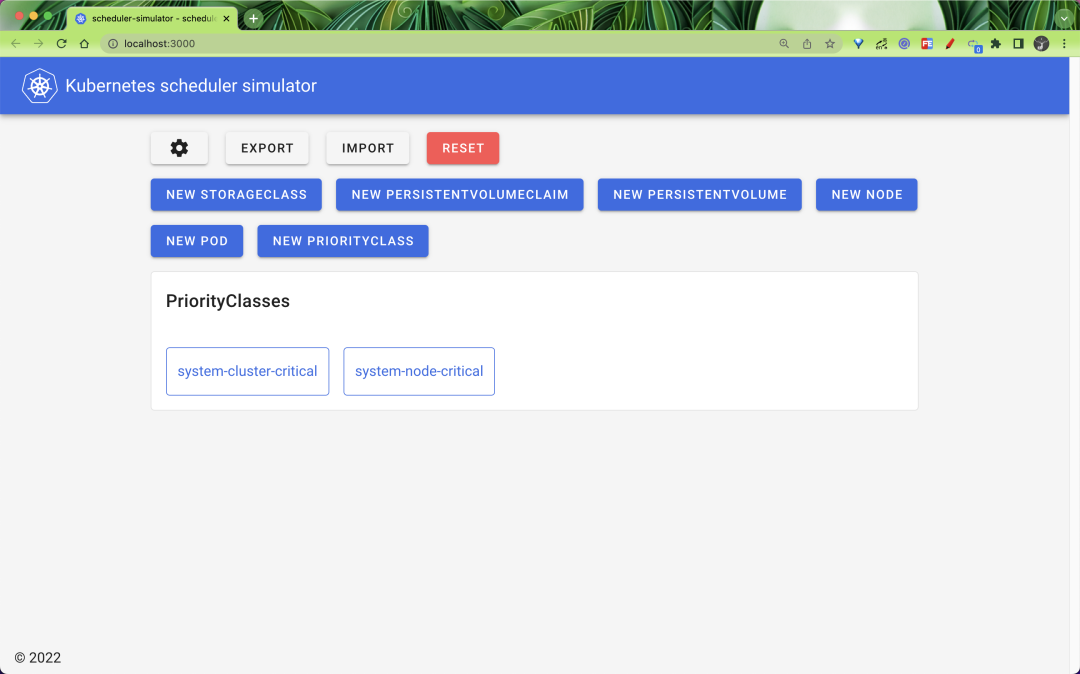 scheduler-simulator - schedul
localhost:3000
0
Kubernetes scheduler simulator
EXPORT IMPORT RESET
NEW STORAGECLASS NEW PERSISTENTVOLUMECLAIM NEW PERSISTENTVOLUME NEW NODE
NEW POD NEW PRIORITYCLASS
PriorityClasses
system-cluster-critical system-node-critical
© 2022